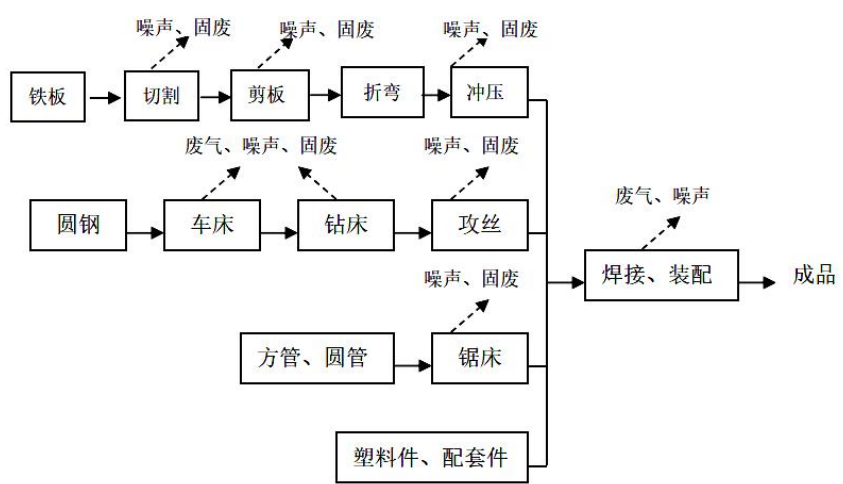 噪声、固废 噪声、固废 噪声、固废
铁板 切割 剪板 折弯 冲压
废气、噪声、固废 噪声、固废
圆钢 车床 钻床 攻丝
废气、噪声
焊接、装配 成品
噪声、固废
方管、圆管 锯床
塑料件、配套件